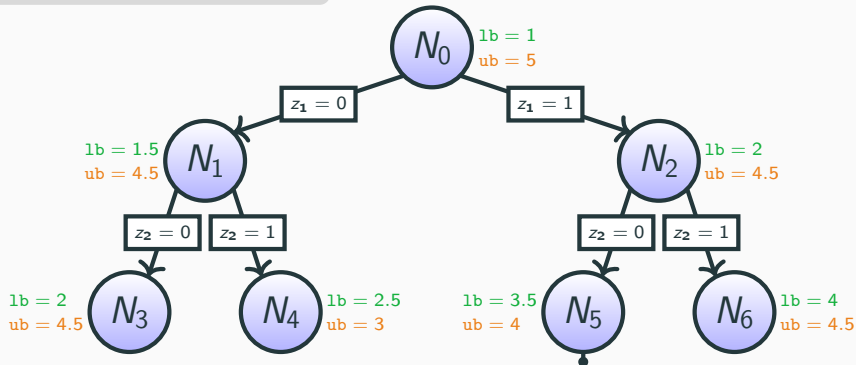 N0
lb = 1
ub = 5
z1 = 0
z1 = 1
lb = 1.5
ub = 4.5
N1
N2
lb = 2
ub = 4.5
z2 = 0
z2 = 1
z2 = 0
z2 = 1
lb = 2
ub = 4.5
N3
N4
lb = 2.5
ub = 3
lb = 3.5
ub = 4
N5
N6
lb = 4
ub = 4.5